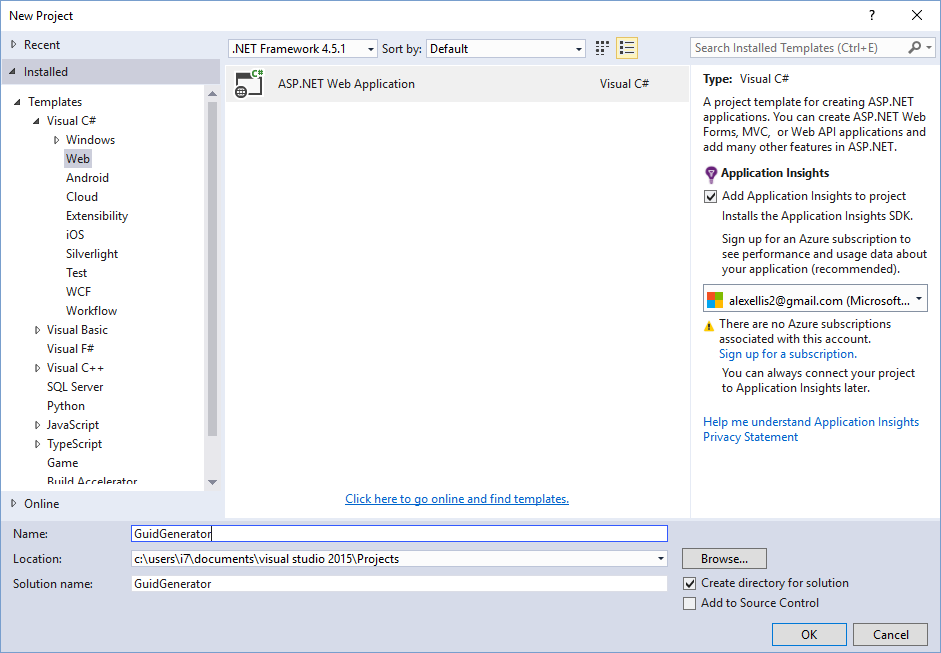 New Project
?
Recent
.NET Framework 4.5.1
Sort by:
Default
Search Installed Templates (Ctrl+E)
Installed
Templates
Visual C#
Windows
Web
Android
Cloud
Extensibility
iOS
Silverlight
Test
WCF
Workflow
Visual Basic
Visual F#
Visual C++
SQL Server
Python
JavaScript
TypeScript
Game
Build Accelerator
Online
C#
ASP.NET Web Application
Visual C#
Click here to go online and find templates.
Type: Visual C#
A project template for creating ASP.NET
applications. You can create ASP.NET Web
Forms, MVC, or Web API applications and
add many other features in ASP.NET.
Application Insights
Add Application Insights to project
Installs the Application Insights SDK.
Sign up for an Azure subscription to
see performance and usage data about
your application (recommended).
alexellis2@gmail.com (Microsoft...
There are no Azure subscriptions
associated with this account.
Sign up for a subscription.
You can always connect your project
to Application Insights later.
Help me understand Application Insights
Privacy Statement
Name:
GuidGenerator
Location:
c:\users\i7\documents\visual studio 2015\Projects
Browse...
Solution name:
GuidGenerator
Create directory for solution
Add to Source Control
OK
Cancel